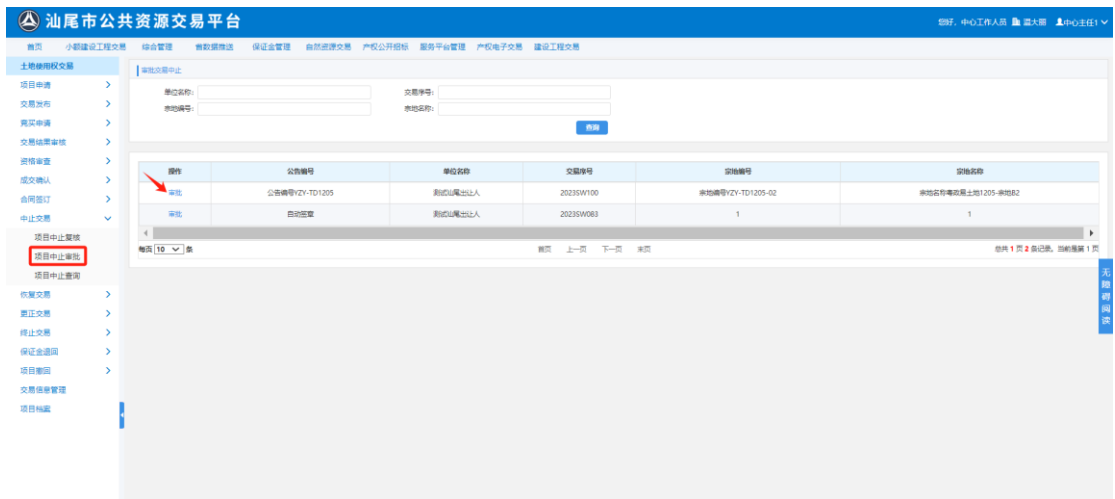 汕尾市公共资源交易平台
您好，中心工作人员 温大丽 中心主任1
首页 小额建设工程交易 综合管理 省数据推送 保证金管理 自然资源交易 产权公开招标 服务平台管理 产权电子交易 建设工程交易
土地使用权交易
项目申请
交易发布
竞买申请
交易结果审核
资格审查
成交确认
合同签订
中止交易
项目中止复核
项目中止审批
项目中止查询
恢复交易
更正交易
终止交易
保证金退回
项目撤回
交易信息管理
项目档案
审批交易中止
单位名称： 交易序号：
宗地编号： 宗地名称：
查询
操作 公告编号 单位名称 交易序号 宗地编号 宗地名称
审批 公告编号YZY-TD1205 测试汕尾出让人 2023SW100 宗地编号YZY-TD1205-02 宗地名称粤政易土地1205-宗地B2
审批 自动签章 测试汕尾出让人 2023SW083 1 1
每页 10 条 首页 上一页 下一页 末页 总共 1 页 2 条记录，当前是第 1 页
无障碍阅读